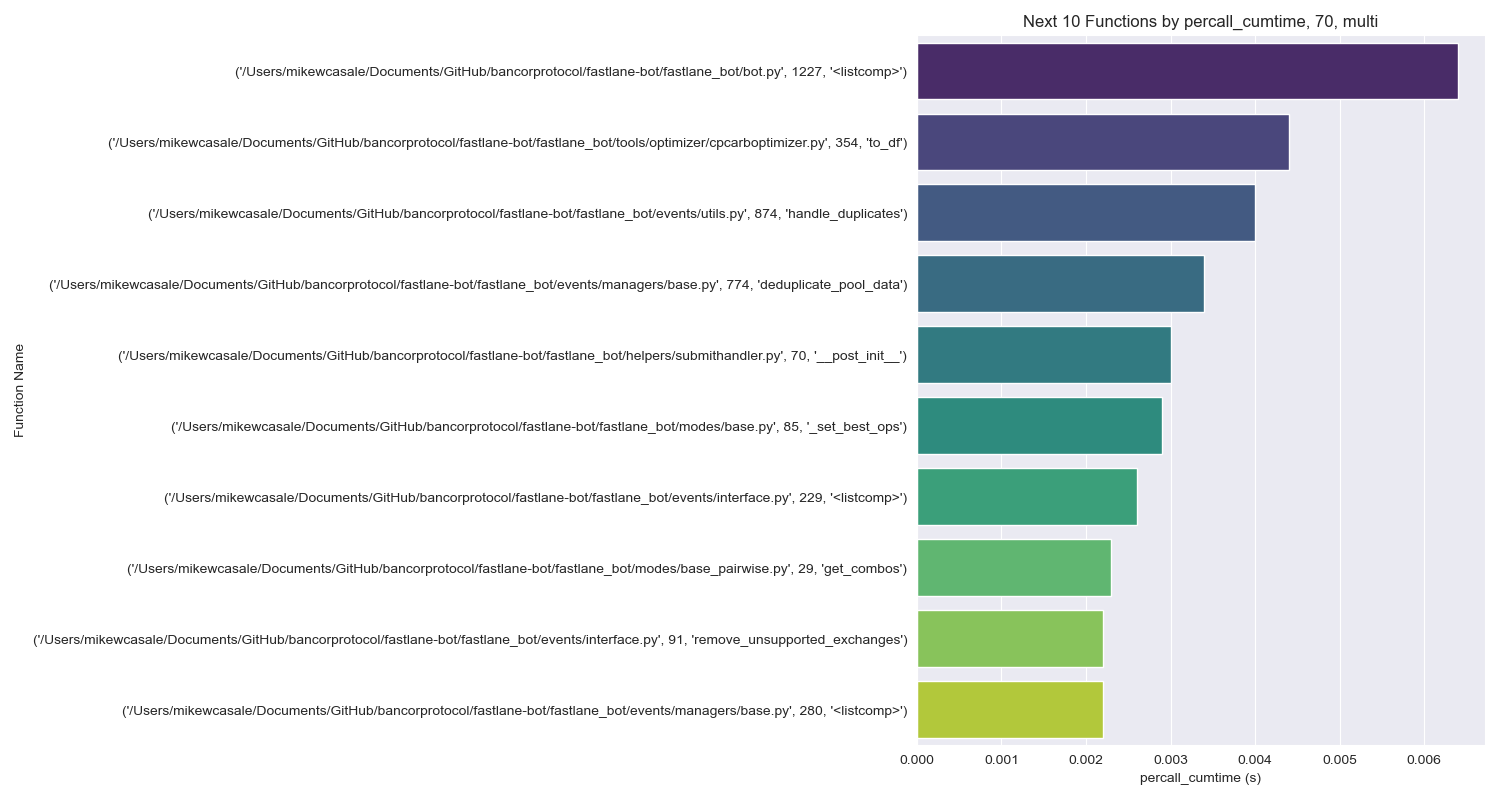 Next 10 Functions by percall_cumtime, 70, multi
('/Users/mikewcasale/Documents/GitHub/bancorprotocol/fastlane-bot/fastlane_bot/bot.py', 1227, '<listcomp>')
('/Users/mikewcasale/Documents/GitHub/bancorprotocol/fastlane-bot/fastlane_bot/tools/optimizer/cpcarboptimizer.py', 354, 'to_df')
('/Users/mikewcasale/Documents/GitHub/bancorprotocol/fastlane-bot/fastlane_bot/events/utils.py', 874, 'handle_duplicates')
('/Users/mikewcasale/Documents/GitHub/bancorprotocol/fastlane-bot/fastlane_bot/events/managers/base.py', 774, 'deduplicate_pool_data')
('/Users/mikewcasale/Documents/GitHub/bancorprotocol/fastlane-bot/fastlane_bot/helpers/submithandler.py', 70, '__post_init__')
('/Users/mikewcasale/Documents/GitHub/bancorprotocol/fastlane-bot/fastlane_bot/modes/base.py', 85, '_set_best_ops')
('/Users/mikewcasale/Documents/GitHub/bancorprotocol/fastlane-bot/fastlane_bot/events/interface.py', 229, '<listcomp>')
('/Users/mikewcasale/Documents/GitHub/bancorprotocol/fastlane-bot/fastlane_bot/modes/base_pairwise.py', 29, 'get_combos')
('/Users/mikewcasale/Documents/GitHub/bancorprotocol/fastlane-bot/fastlane_bot/events/interface.py', 91, 'remove_unsupported_exchanges')
('/Users/mikewcasale/Documents/GitHub/bancorprotocol/fastlane-bot/fastlane_bot/events/managers/base.py', 280, '<listcomp>')
Function Name
0.000 0.001 0.002 0.003 0.004 0.005 0.006
percall_cumtime (s)